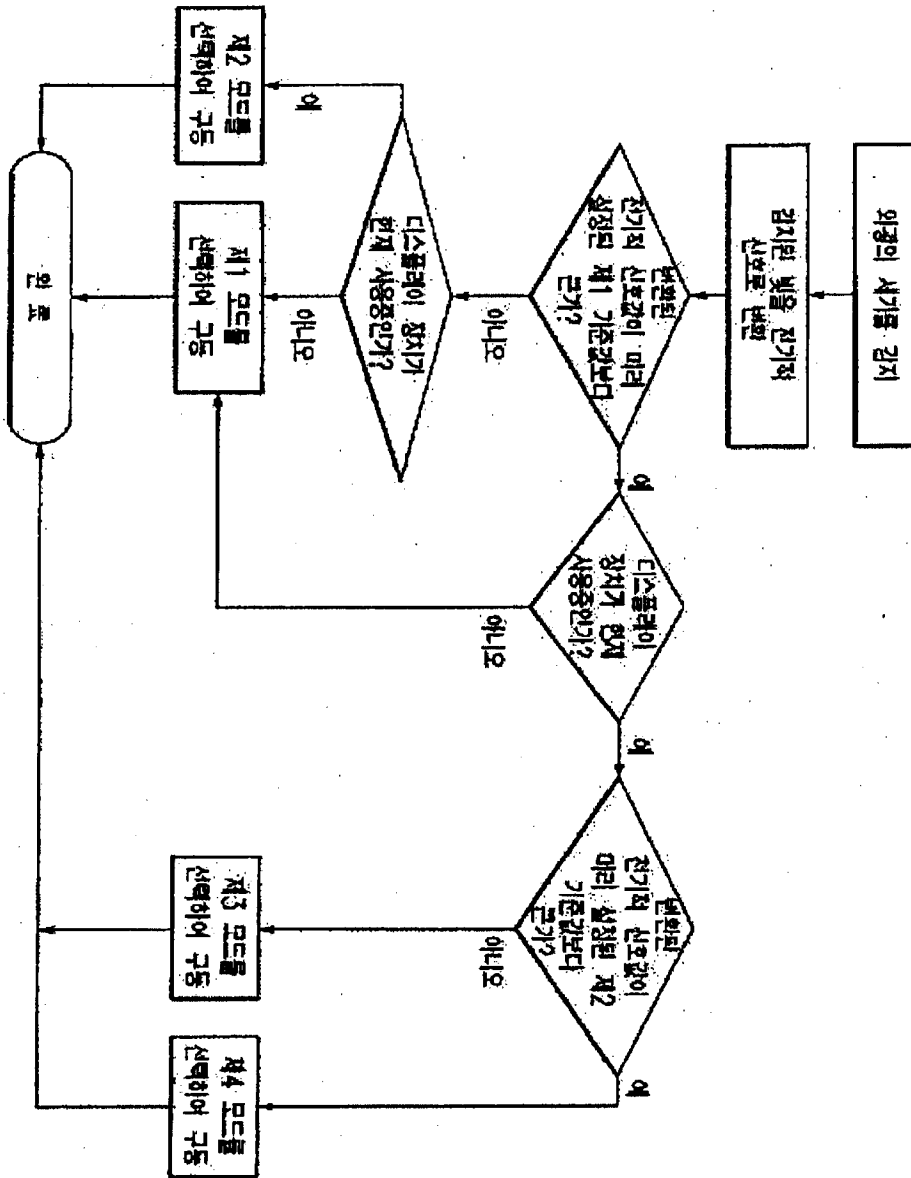 외광의 세기를 감지
감지된 빛을 전기적
신호로 변환
변환된
전기적 신호값이 미리
설정된 제1 기준값보다
큰가?
아니오
예
디스플레이 장치가
현재 사용중인가?
예
아니오
제2 모드를
선택하여 구동
제1 모드를
선택하여 구동
디스플레이
장치가 현재
사용중인가?
아니오
예
변환된
전기적 신호값이
미리 설정된 제2
기준값보다
큰가?
아니오
예
제3 모드를
선택하여 구동
제4 모드를
선택하여 구동
완 료